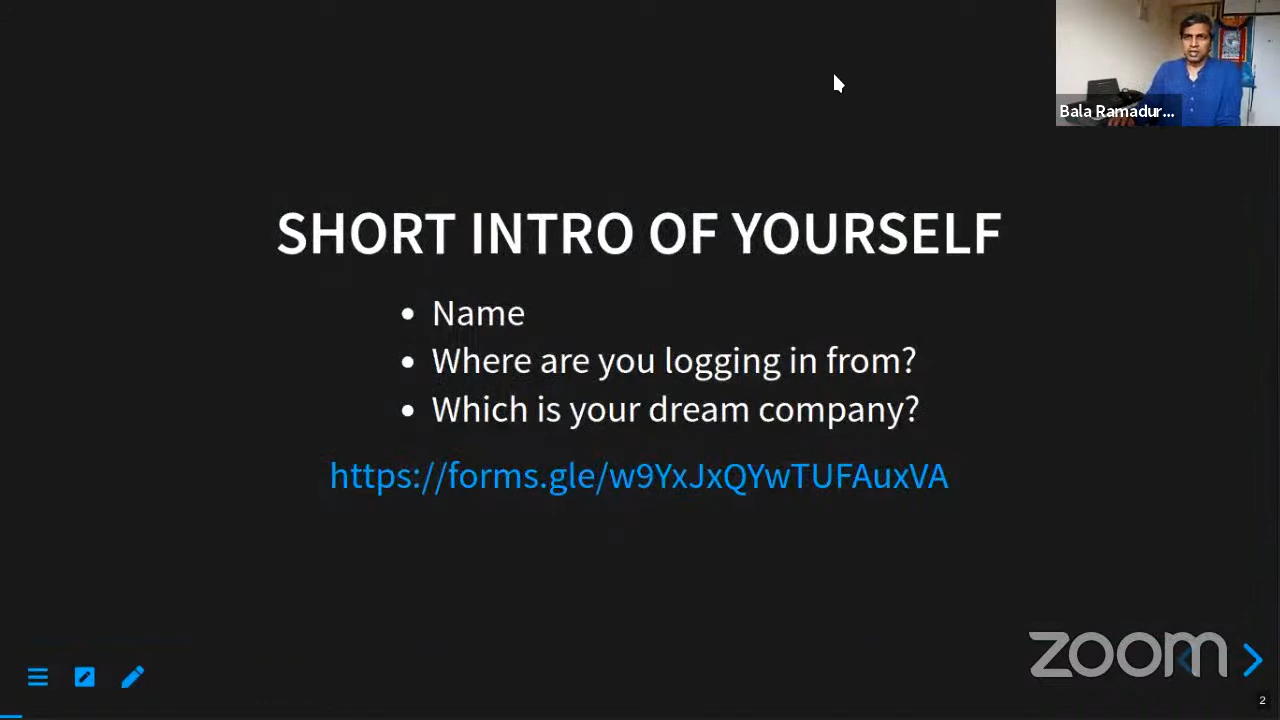 Bala Ramadur...
SHORT INTRO OF YOURSELF
• Name
• Where are you logging in from?
• Which is your dream company?
https://forms.gle/w9YxJxQYwTUFAuxVA
zoom
2